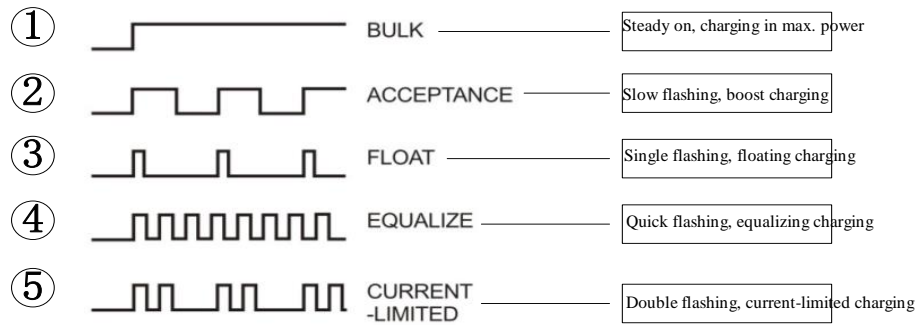 ① BULK Steady on, charging in max. power
② ACCEPTANCE Slow flashing, boost charging
③ FLOAT Single flashing, floating charging
④ EQUALIZE Quick flashing, equalizing charging
⑤ CURRENT
-LIMITED Double flashing, current-limited charging